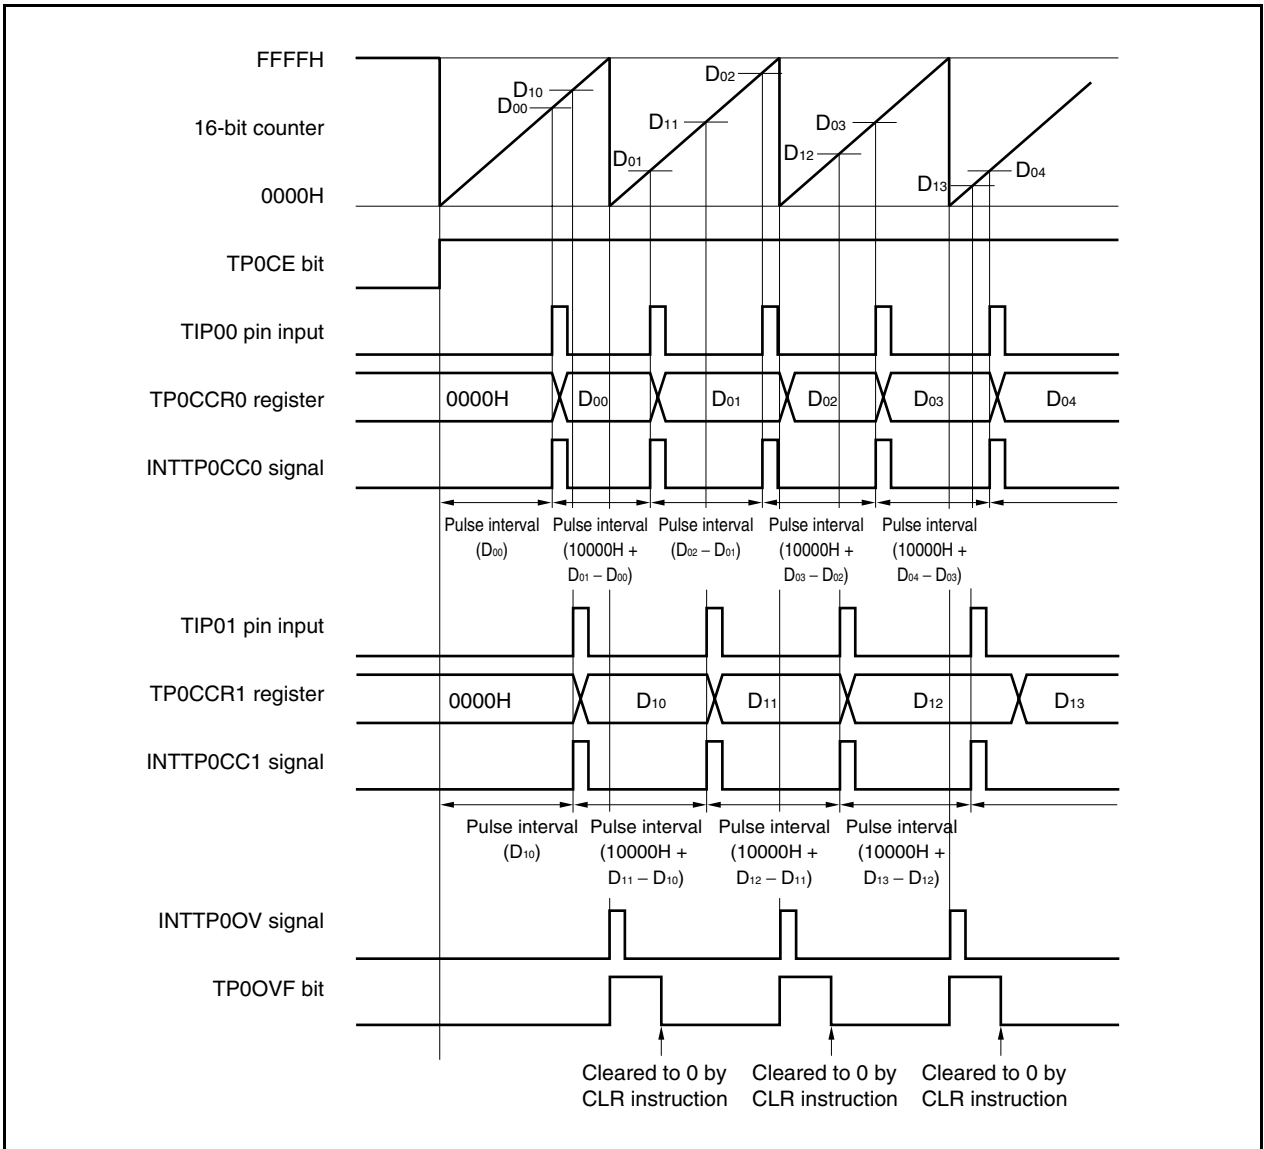 FFFFH
16-bit counter
0000H
D00
D10
D01
D11
D02
D12
D03
D13
D04
TP0CE bit
TIP00 pin input
TP0CCR0 register
0000H
D00
D01
D02
D03
D04
INTTP0CC0 signal
Pulse interval
(D00)
Pulse interval
(10000H +
D01 – D00)
Pulse interval
(D02 – D01)
Pulse interval
(10000H +
D03 – D02)
Pulse interval
(10000H +
D04 – D03)
TIP01 pin input
TP0CCR1 register
0000H
D10
D11
D12
D13
INTTP0CC1 signal
Pulse interval
(D10)
Pulse interval
(10000H +
D11 – D10)
Pulse interval
(10000H +
D12 – D11)
Pulse interval
(10000H +
D13 – D12)
INTTP0OV signal
TP0OVF bit
Cleared to 0 by
CLR instruction
Cleared to 0 by
CLR instruction
Cleared to 0 by
CLR instruction